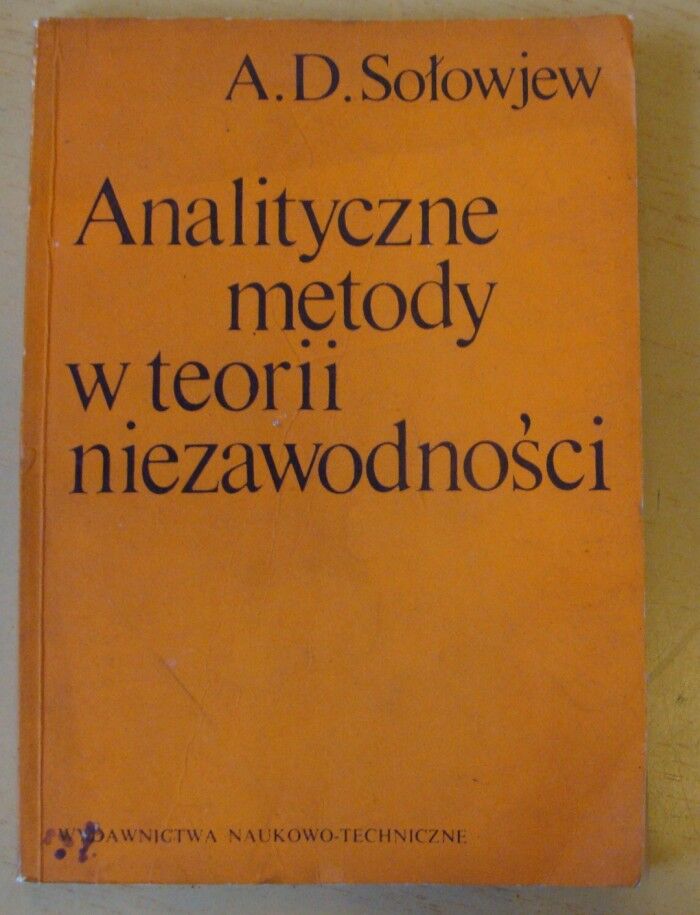 A.D.Sołowjew
Analityczne
metody
w teorii
niezawodności
WYDAWNICTWA NAUKOWO-TECHNICZNE